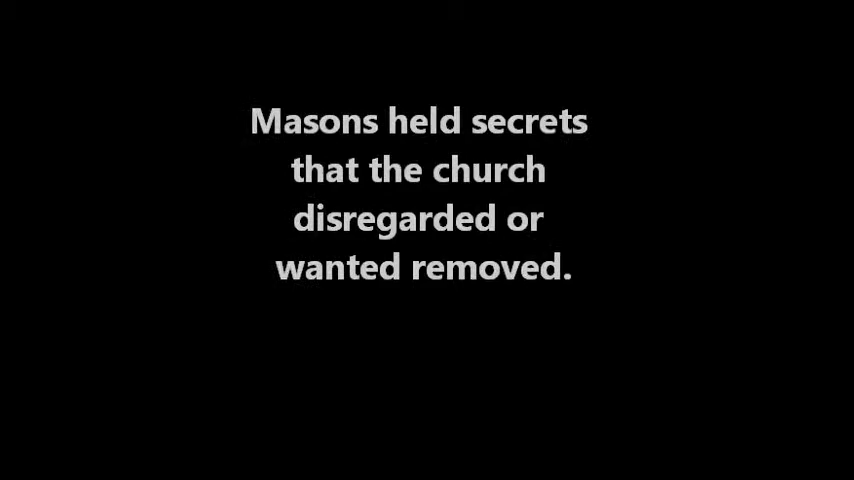 Masons held secrets
that the church
disregarded or
wanted removed.